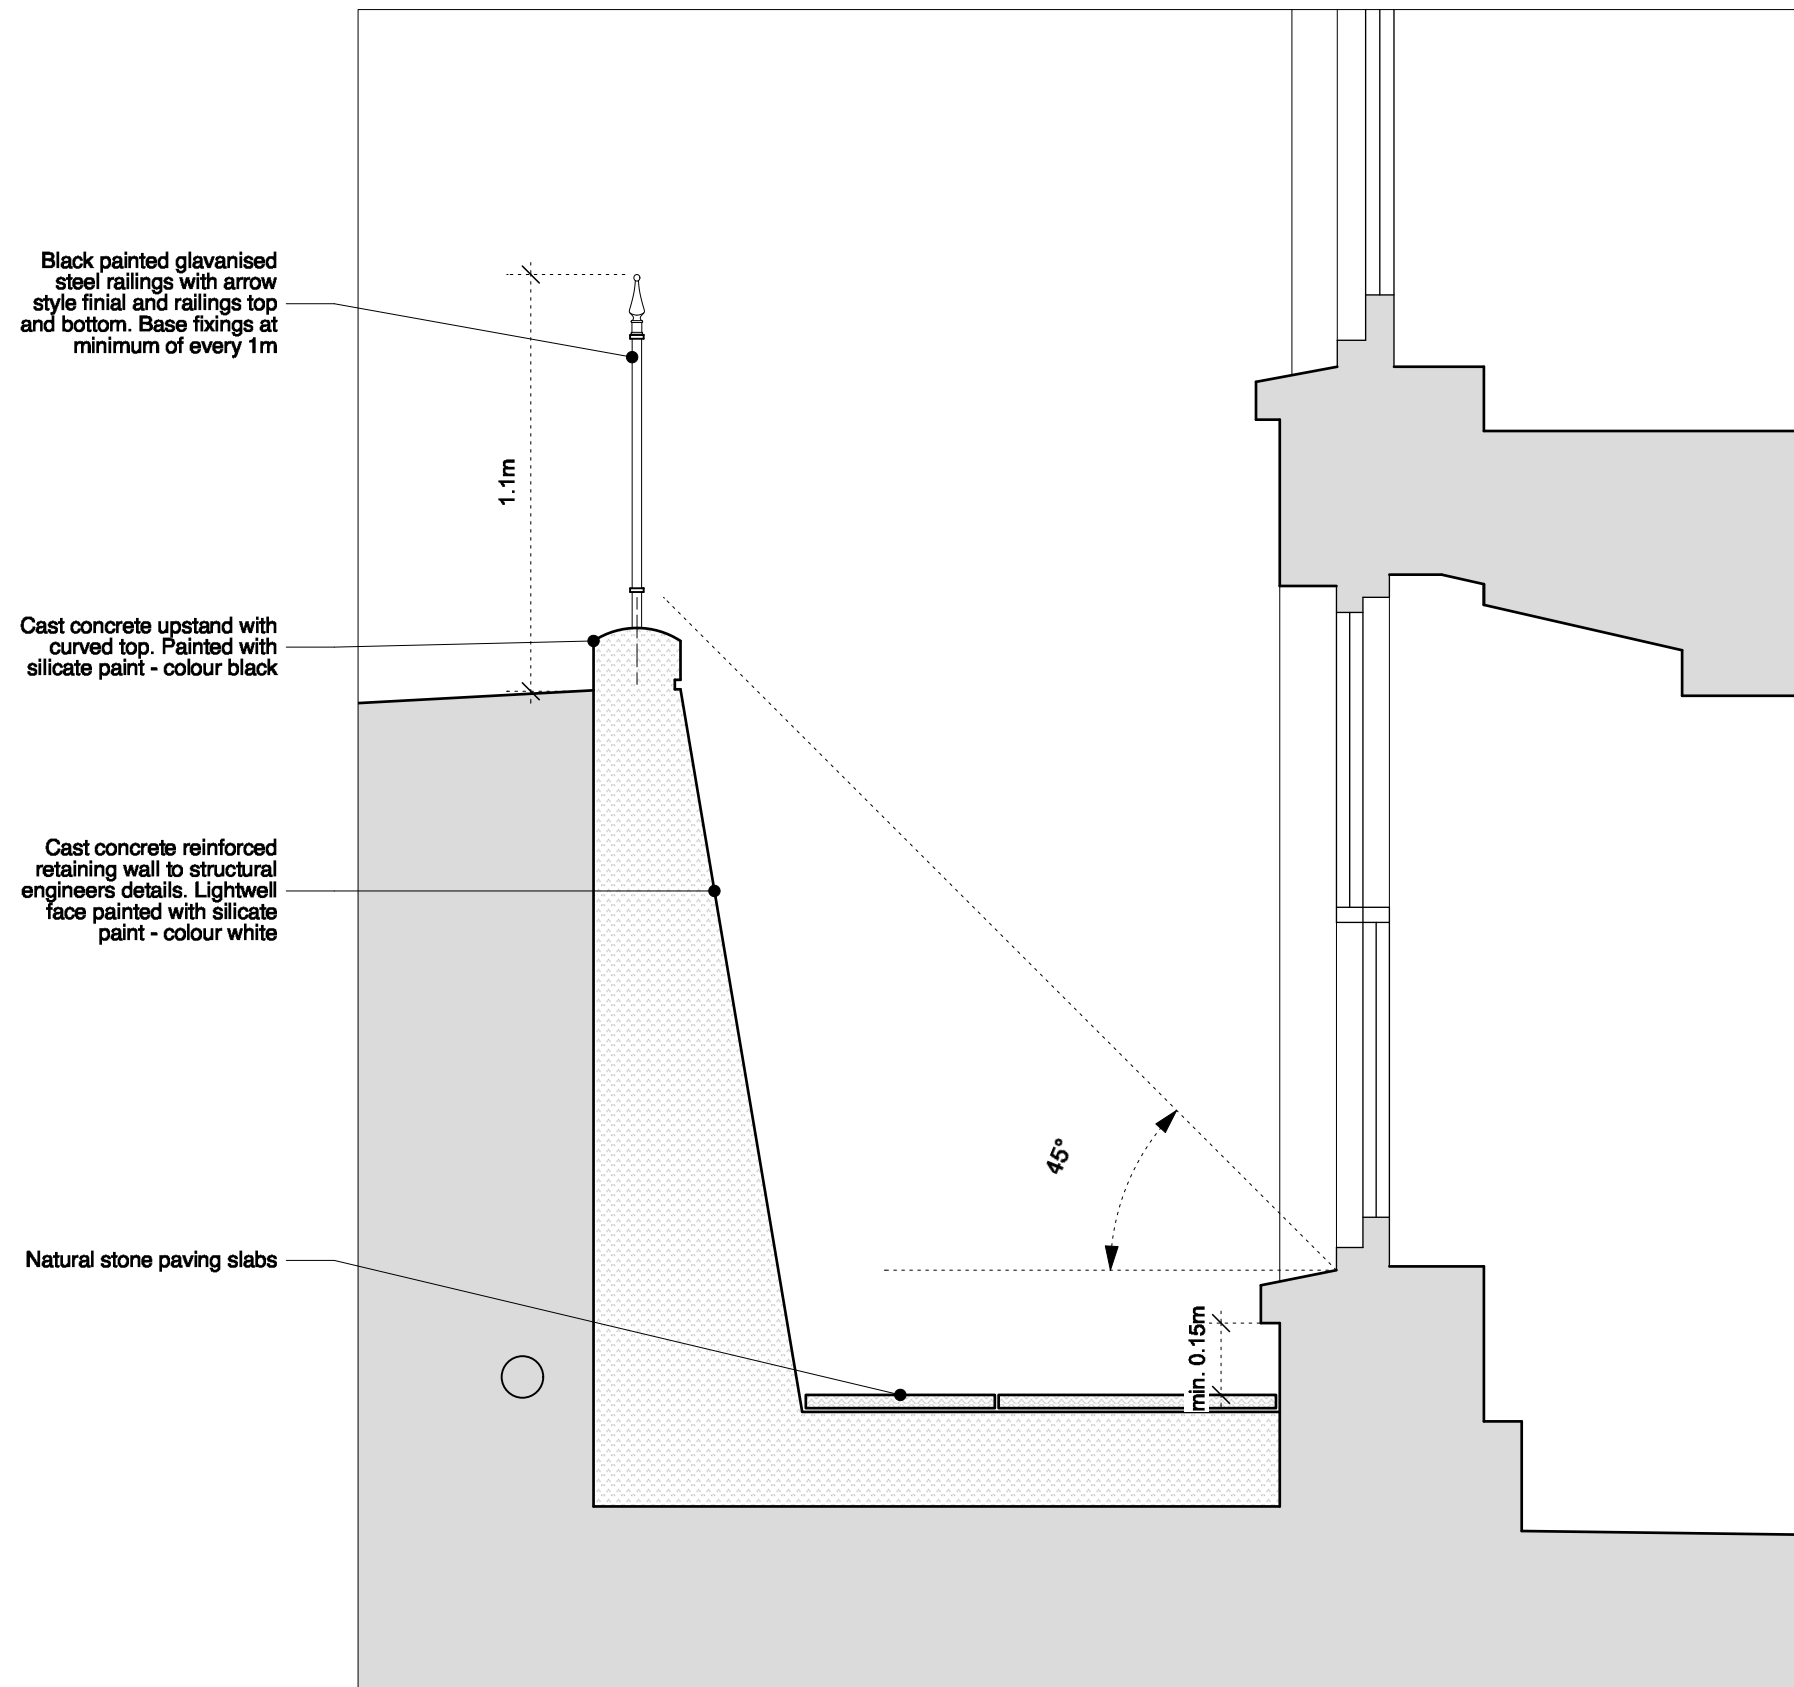 Black painted glavanised
steel railings with arrow
style finial and railings top
and bottom. Base fixings at
minimum of every 1m
1.1m
Cast concrete upstand with
curved top. Painted with
silicate paint - colour black
Cast concrete reinforced
retaining wall to structural
engineers details. Lightwell
face painted with silicate
paint - colour white
45°
Natural stone paving slabs
min. 0.15m